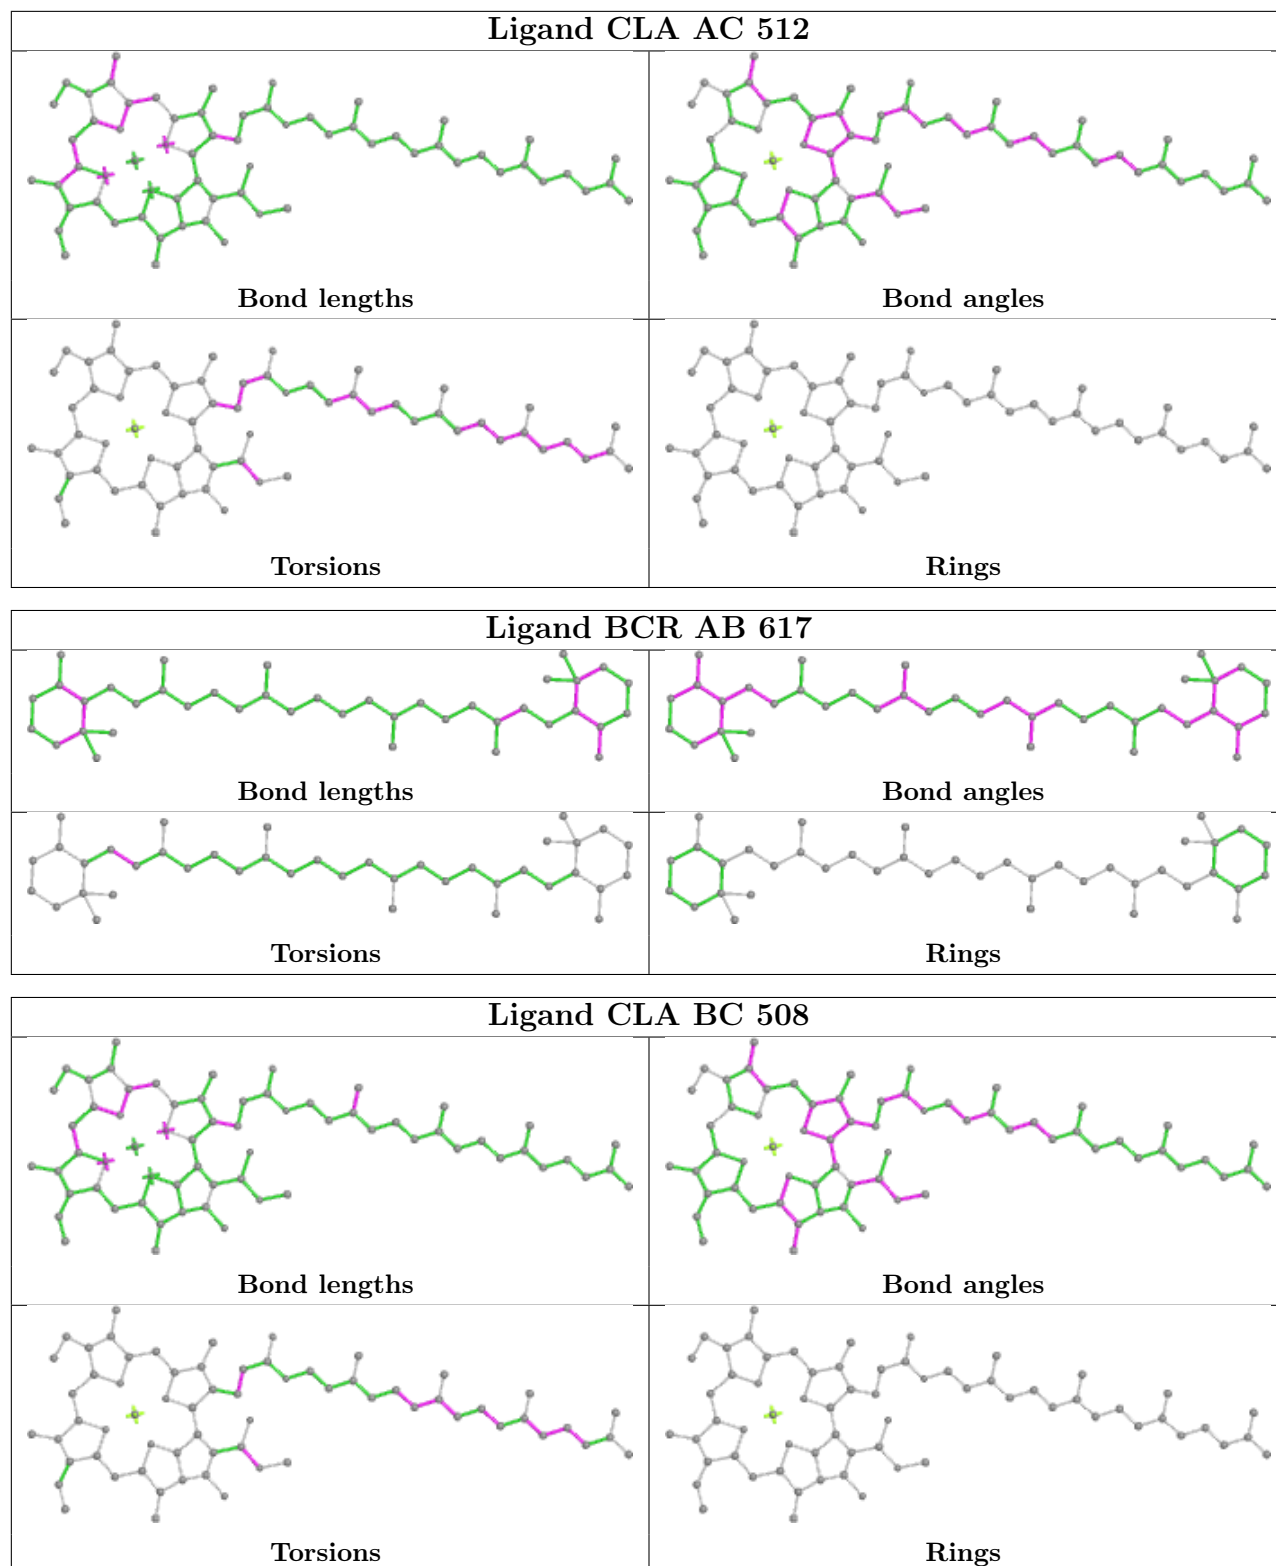 Ligand CLA AC 512
Bond lengths
Bond angles
Torsions
Rings
Ligand BCR AB 617
Bond lengths
Bond angles
Torsions
Rings
Ligand CLA BC 508
Bond lengths
Bond angles
Torsions
Rings